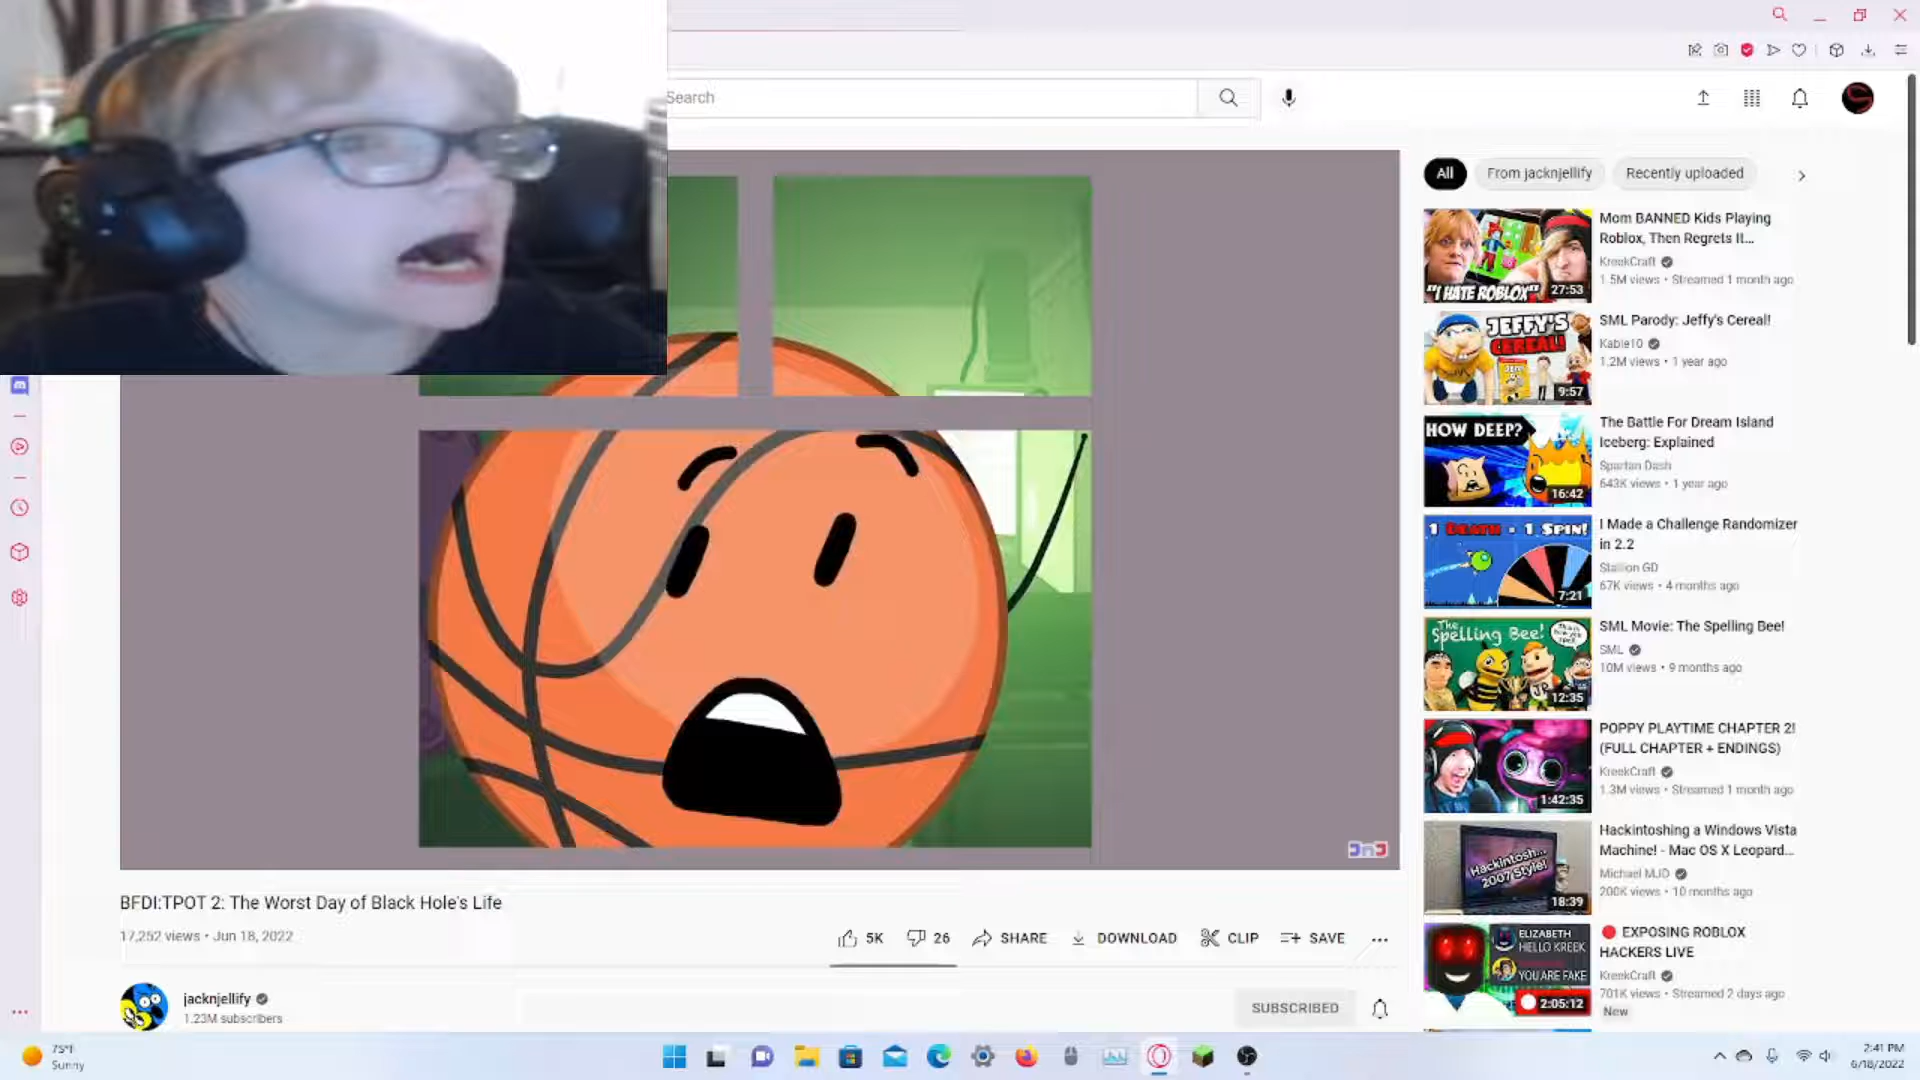 Search
All
From jacknjellify
Recently uploaded
Mom BANNED Kids Playing
Roblox, Then Regrets It...
KreekCraft
1.5M views • Streamed 1 month ago
"I HATE ROBLOX"
27:53
SML Parody: Jeffy's Cereal!
Kable10
1.2M views • 1 year ago
JEFFY'S
CEREAL!
9:57
The Battle For Dream Island
Iceberg: Explained
Spartan Dash
643K views • 1 year ago
HOW DEEP?
16:42
I Made a Challenge Randomizer
in 2.2
Stallion GD
67K views • 4 months ago
1 DEATH = 1 SPIN!
7:21
SML Movie: The Spelling Bee!
SML
10M views • 9 months ago
The
Spelling Bee!
12:35
POPPY PLAYTIME CHAPTER 2!
(FULL CHAPTER + ENDINGS)
KreekCraft
1.3M views • Streamed 1 month ago
1:42:35
Hackintoshing a Windows Vista
Machine! - Mac OS X Leopard...
Michael MJD
200K views • 10 months ago
Hackintosh...
2007 Style!
18:39
EXPOSING ROBLOX
HACKERS LIVE
KreekCraft
701K views • Streamed 2 days ago
New
ELIZABETH
HELLO KREEK
YOU ARE FAKE
2:05:12
BFDI:TPOT 2: The Worst Day of Black Hole's Life
17,252 views • Jun 18, 2022
5K
26
SHARE
DOWNLOAD
CLIP
SAVE
jacknjellify
1.23M subscribers
SUBSCRIBED
75°F
Sunny
2:41 PM
6/18/2022